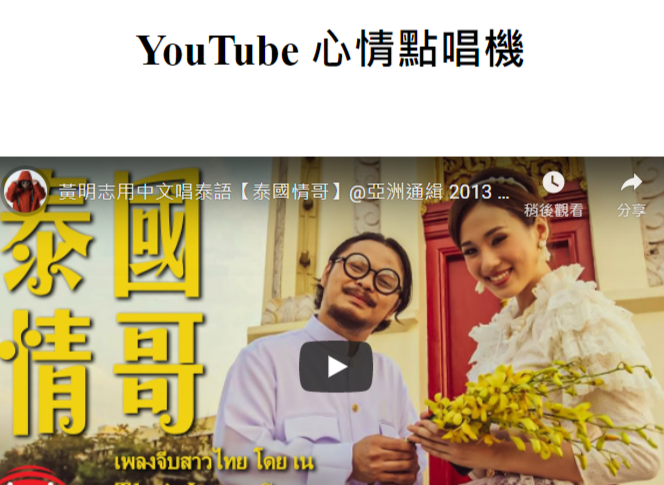 YouTube 心情點唱機
黃明志用中文唱泰語【泰國情哥】@亞洲通緝 2013 ...
稍後觀看
分享
泰國
情哥
เพลงจีบสาวไทย โดย เน